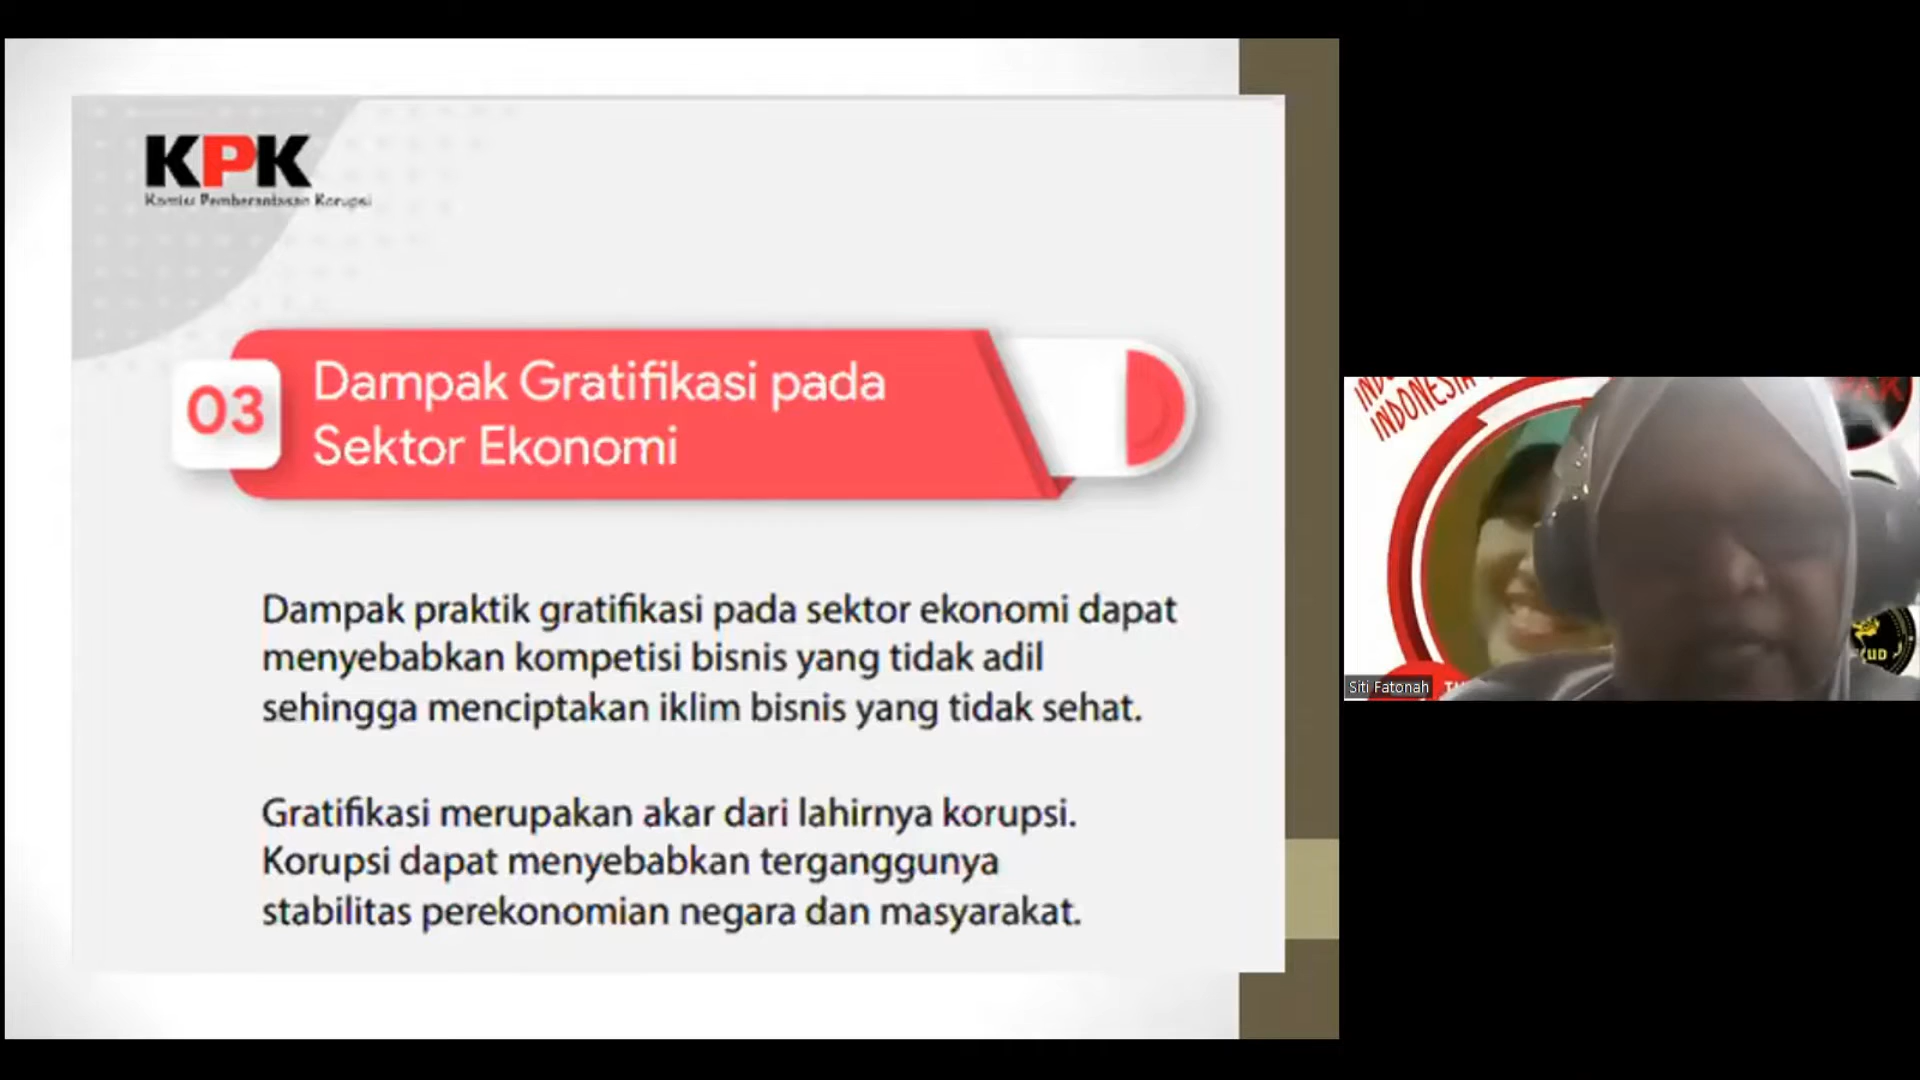 KPK
Komisi Pemberantasan Korupsi
03
Dampak Gratifikasi pada
Sektor Ekonomi
Dampak praktik gratifikasi pada sektor ekonomi dapat
menyebabkan kompetisi bisnis yang tidak adil
sehingga menciptakan iklim bisnis yang tidak sehat.
Gratifikasi merupakan akar dari lahirnya korupsi.
Korupsi dapat menyebabkan terganggunya
stabilitas perekonomian negara dan masyarakat.
INDONESIA
Siti Fatonah